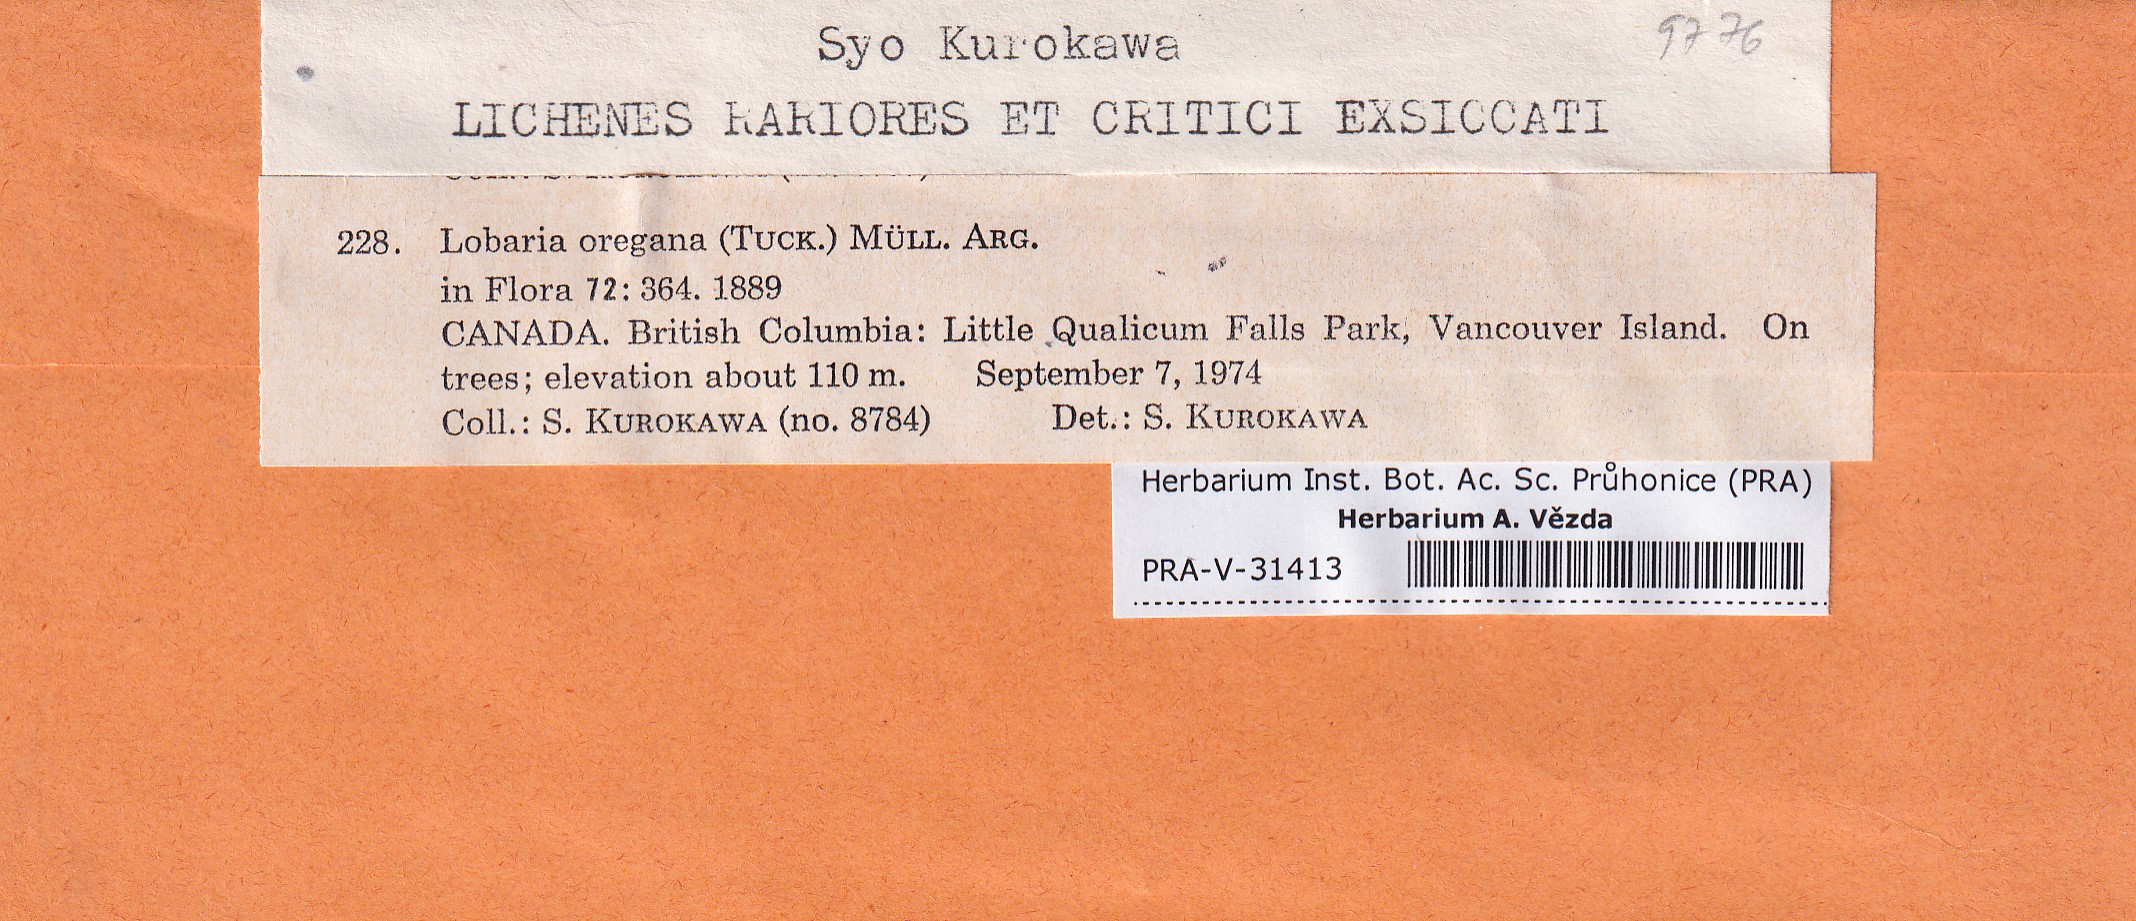 Syo Kurokawa
9776
LICHENES RARIORES ET CRITICI EXSICCATI
228. Lobaria oregana (TUCK.) MÜLL. ARG.
in Flora 72: 364. 1889
CANADA. British Columbia: Little Qualicum Falls Park, Vancouver Island. On
trees; elevation about 110 m. September 7, 1974
Coll.: S. KUROKAWA (no. 8784) Det.: S. KUROKAWA
Herbarium Inst. Bot. Ac. Sc. Průhonice (PRA)
Herbarium A. Vězda
PRA-V-31413